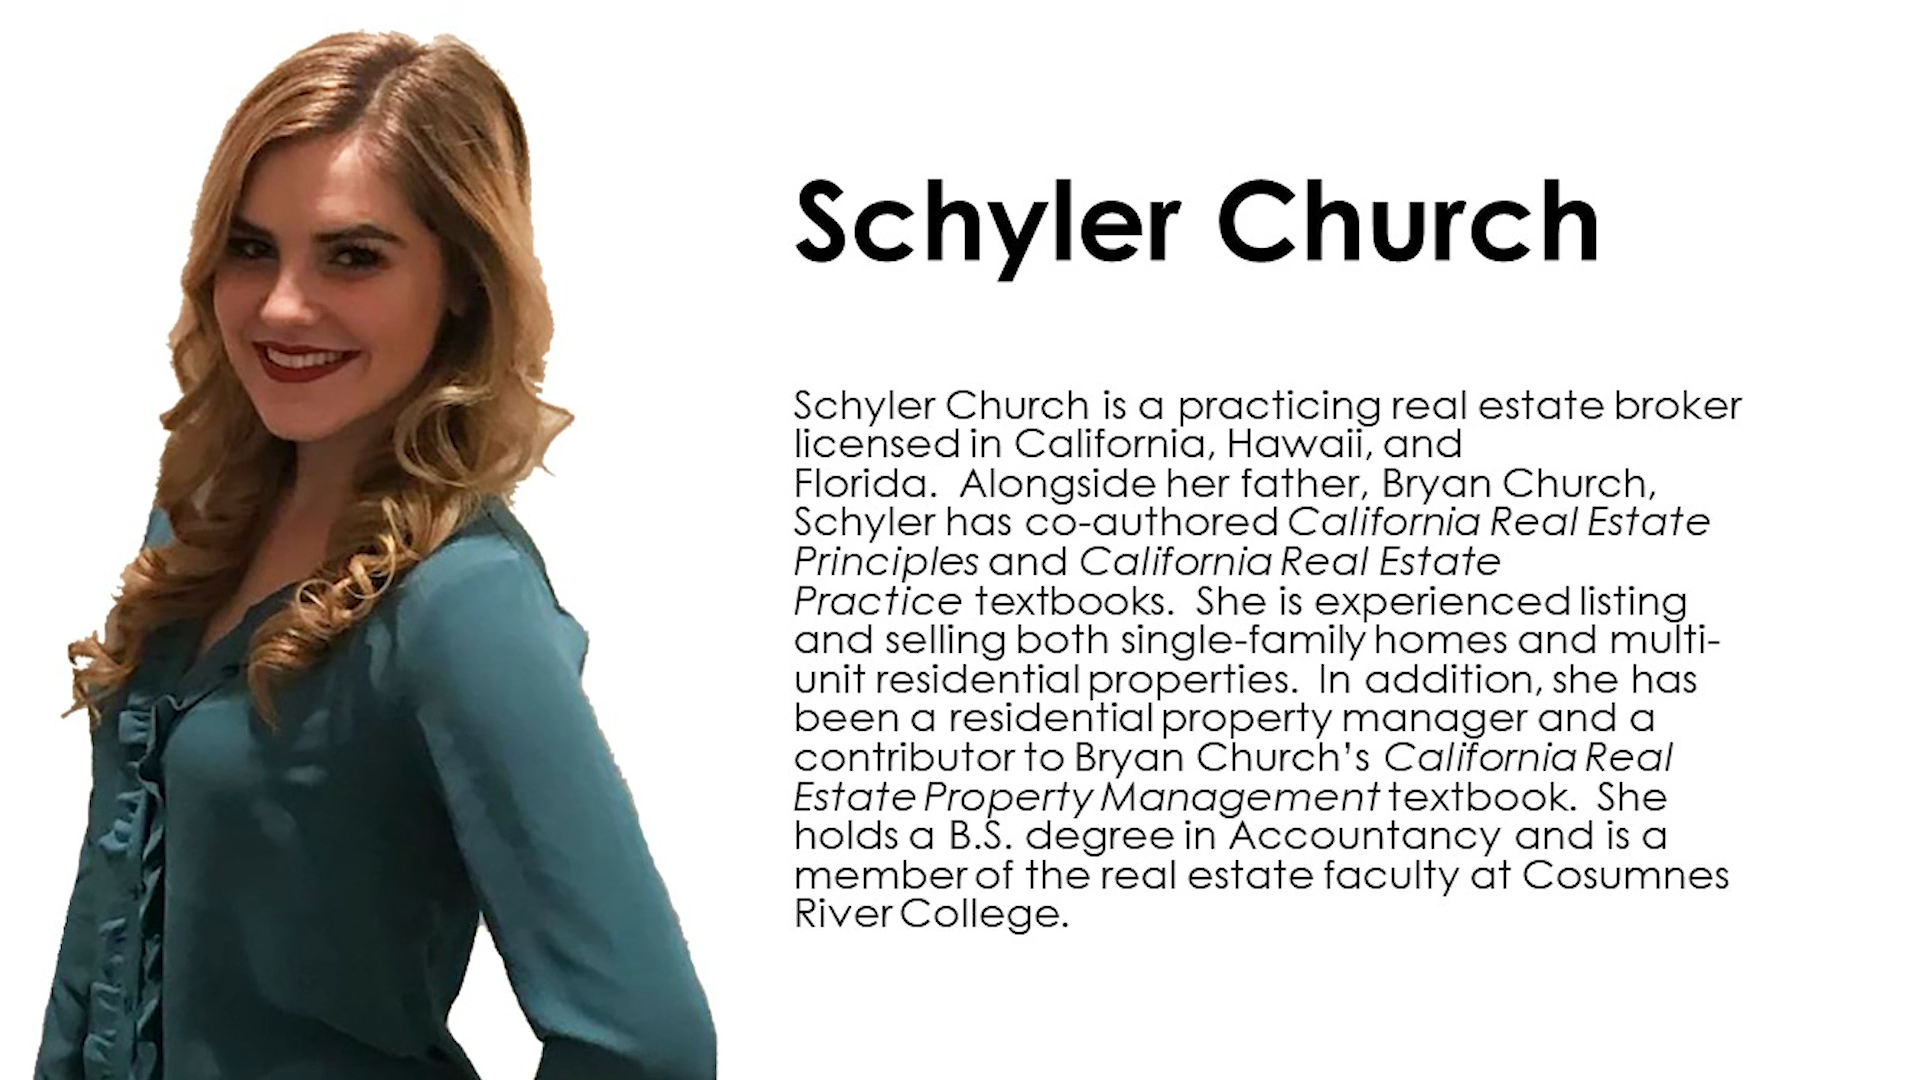 Schyler Church
Schyler Church is a practicing real estate broker
licensed in California, Hawaii, and
Florida.  Alongside her father, Bryan Church,
Schyler has co-authored California Real Estate
Principles and California Real Estate
Practice textbooks.  She is experienced listing
and selling both single-family homes and multi-
unit residential properties.  In addition, she has
been a residential property manager and a
contributor to Bryan Church’s California Real
Estate Property Management textbook.  She
holds a B.S. degree in Accountancy and is a
member of the real estate faculty at Cosumnes
River College.